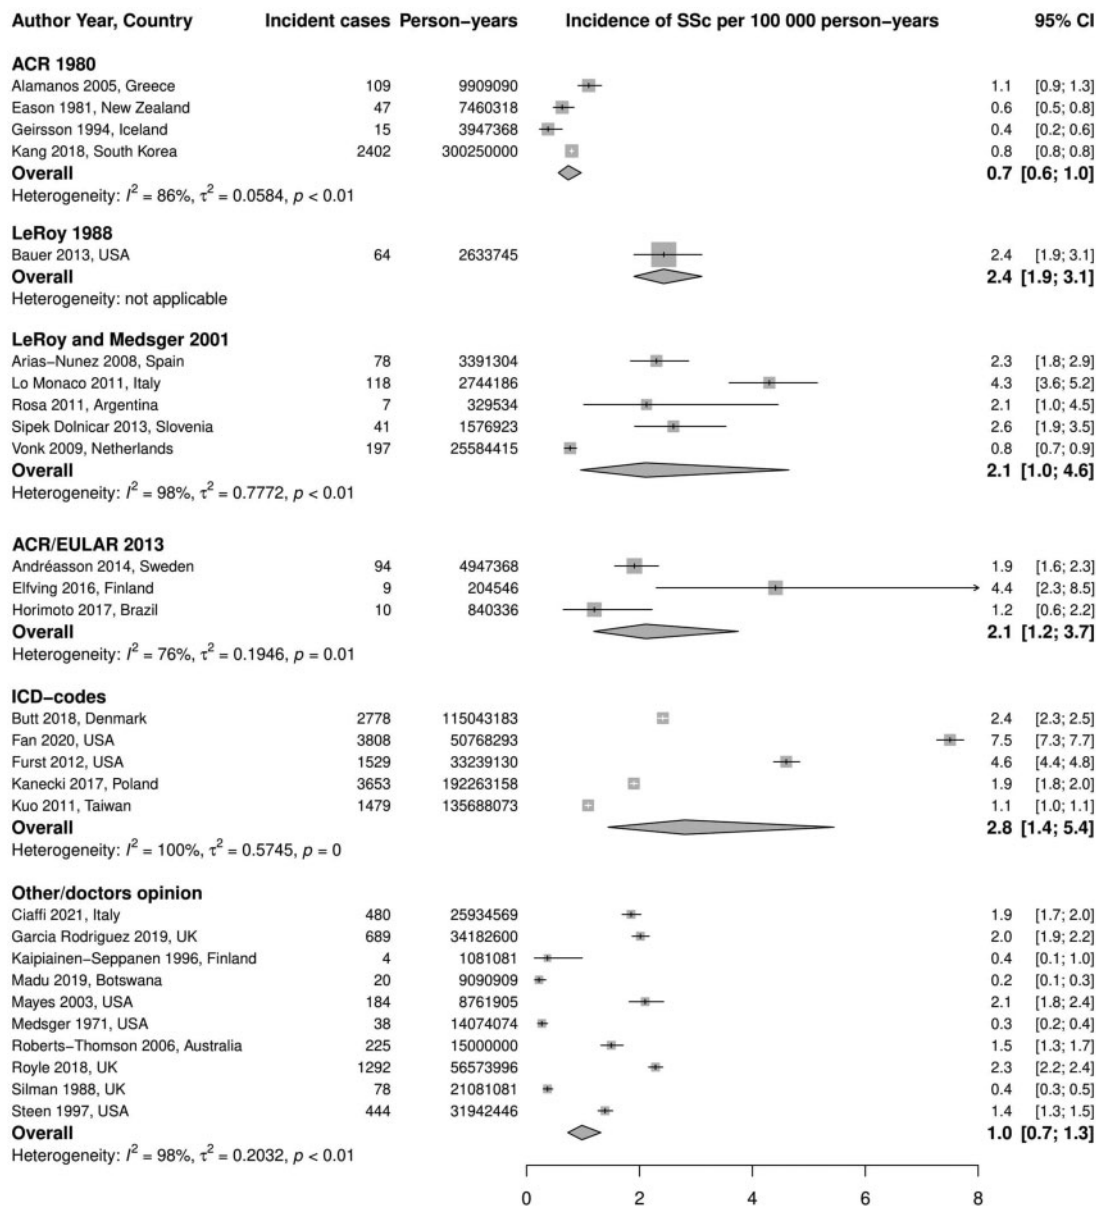 Author Year, Country Incident cases Person−years Incidence of SSc per 100 000 person−years 95% CI
ACR 1980
Alamanos 2005, Greece 109 9909090 1.1 [0.9; 1.3]
Eason 1981, New Zealand 47 7460318 0.6 [0.5; 0.8]
Geirsson 1994, Iceland 15 3947368 0.4 [0.2; 0.6]
Kang 2018, South Korea 2402 300250000 0.8 [0.8; 0.8]
Overall 0.7 [0.6; 1.0]
Heterogeneity: I² = 86%, τ² = 0.0584, p < 0.01
LeRoy 1988
Bauer 2013, USA 64 2633745 2.4 [1.9; 3.1]
Overall 2.4 [1.9; 3.1]
Heterogeneity: not applicable
LeRoy and Medsger 2001
Arias−Nunez 2008, Spain 78 3391304 2.3 [1.8; 2.9]
Lo Monaco 2011, Italy 118 2744186 4.3 [3.6; 5.2]
Rosa 2011, Argentina 7 329534 2.1 [1.0; 4.5]
Sipek Dolnicar 2013, Slovenia 41 1576923 2.6 [1.9; 3.5]
Vonk 2009, Netherlands 197 25584415 0.8 [0.7; 0.9]
Overall 2.1 [1.0; 4.6]
Heterogeneity: I² = 98%, τ² = 0.7772, p < 0.01
ACR/EULAR 2013
Andréasson 2014, Sweden 94 4947368 1.9 [1.6; 2.3]
Elfving 2016, Finland 9 204546 4.4 [2.3; 8.5]
Horimoto 2017, Brazil 10 840336 1.2 [0.6; 2.2]
Overall 2.1 [1.2; 3.7]
Heterogeneity: I² = 76%, τ² = 0.1946, p = 0.01
ICD−codes
Butt 2018, Denmark 2778 115043183 2.4 [2.3; 2.5]
Fan 2020, USA 3808 50768293 7.5 [7.3; 7.7]
Furst 2012, USA 1529 33239130 4.6 [4.4; 4.8]
Kanecki 2017, Poland 3653 192263158 1.9 [1.8; 2.0]
Kuo 2011, Taiwan 1479 135688073 1.1 [1.0; 1.1]
Overall 2.8 [1.4; 5.4]
Heterogeneity: I² = 100%, τ² = 0.5745, p = 0
Other/doctors opinion
Ciaffi 2021, Italy 480 25934569 1.9 [1.7; 2.0]
Garcia Rodriguez 2019, UK 689 34182600 2.0 [1.9; 2.2]
Kaipiainen−Seppanen 1996, Finland 4 1081081 0.4 [0.1; 1.0]
Madu 2019, Botswana 20 9090909 0.2 [0.1; 0.3]
Mayes 2003, USA 184 8761905 2.1 [1.8; 2.4]
Medsger 1971, USA 38 14074074 0.3 [0.2; 0.4]
Roberts−Thomson 2006, Australia 225 15000000 1.5 [1.3; 1.7]
Royle 2018, UK 1292 56573996 2.3 [2.2; 2.4]
Silman 1988, UK 78 21081081 0.4 [0.3; 0.5]
Steen 1997, USA 444 31942446 1.4 [1.3; 1.5]
Overall 1.0 [0.7; 1.3]
Heterogeneity: I² = 98%, τ² = 0.2032, p < 0.01
0 2 4 6 8